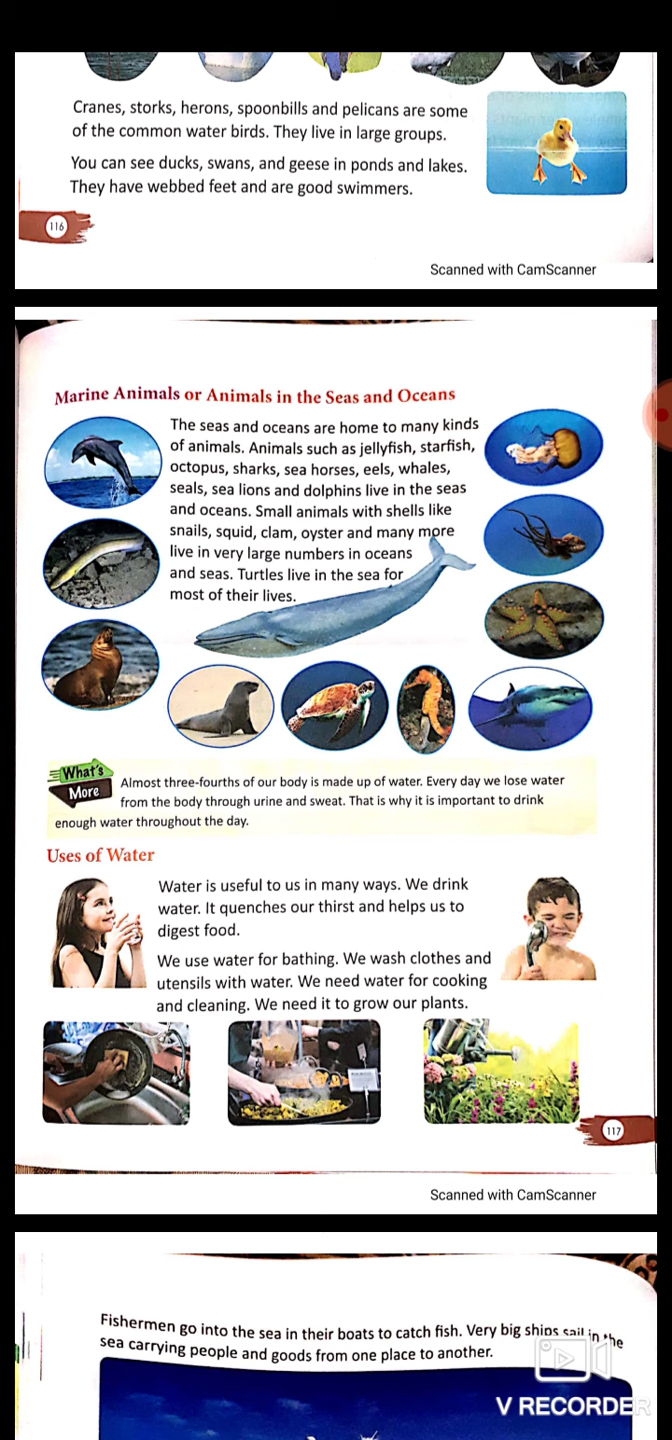 Cranes, storks, herons, spoonbills and pelicans are some
of the common water birds. They live in large groups.
You can see ducks, swans, and geese in ponds and lakes.
They have webbed feet and are good swimmers.
116
Scanned with CamScanner
Marine Animals or Animals in the Seas and Oceans
The seas and oceans are home to many kinds
of animals. Animals such as jellyfish, starfish,
octopus, sharks, sea horses, eels, whales,
seals, sea lions and dolphins live in the seas
and oceans. Small animals with shells like
snails, squid, clam, oyster and many more
live in very large numbers in oceans
and seas. Turtles live in the sea for
most of their lives.
What's
More
Almost three-fourths of our body is made up of water. Every day we lose water
from the body through urine and sweat. That is why it is important to drink
enough water throughout the day.
Uses of Water
Water is useful to us in many ways. We drink
water. It quenches our thirst and helps us to
digest food.
We use water for bathing. We wash clothes and
utensils with water. We need water for cooking
and cleaning. We need it to grow our plants.
117
Scanned with CamScanner
Fishermen go into the sea in their boats to catch fish. Very big ships sail in the
sea carrying people and goods from one place to another.
V RECORDER